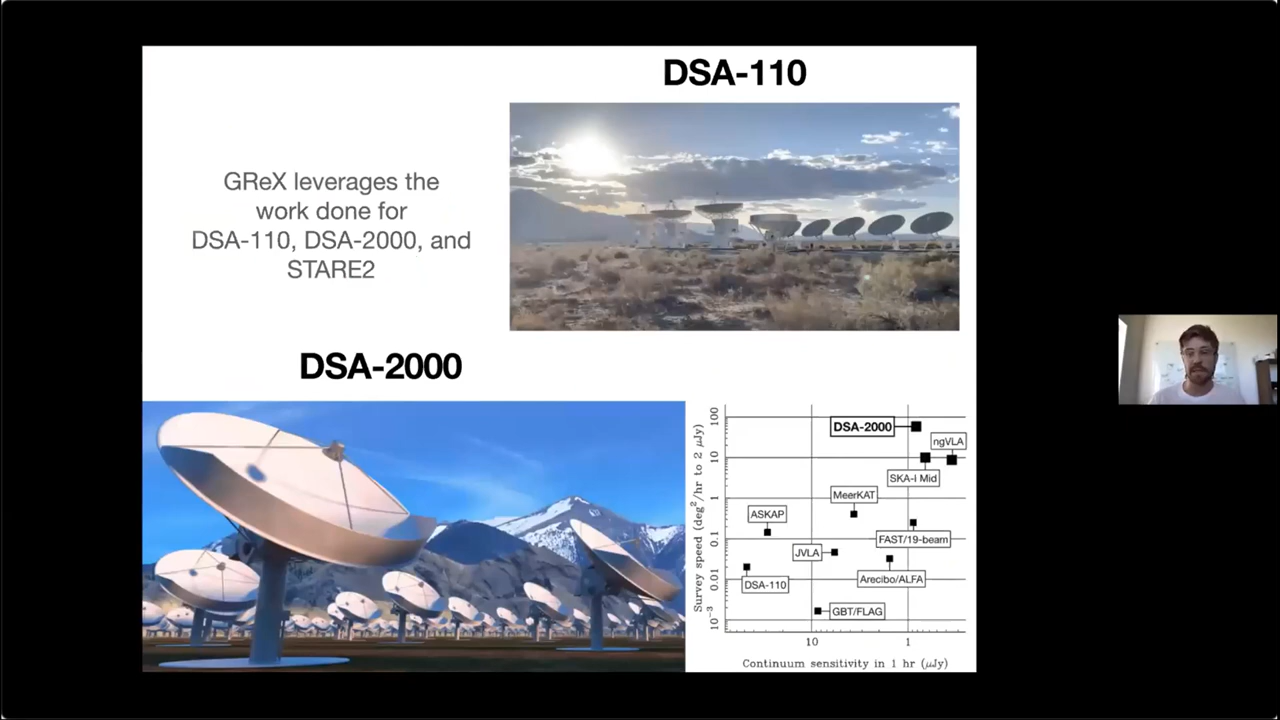 DSA-110
GReX leverages the
work done for
DSA-110, DSA-2000, and
STARE2
DSA-2000
Survey speed (deg²/hr to 2 μJy)
100
10
1
0.1
0.01
10⁻³
DSA-2000
ngVLA
SKA-I Mid
MeerKAT
ASKAP
FAST/19-beam
JVLA
Arecibo/ALFA
DSA-110
GBT/FLAG
10
1
Continuum sensitivity in 1 hr (μJy)